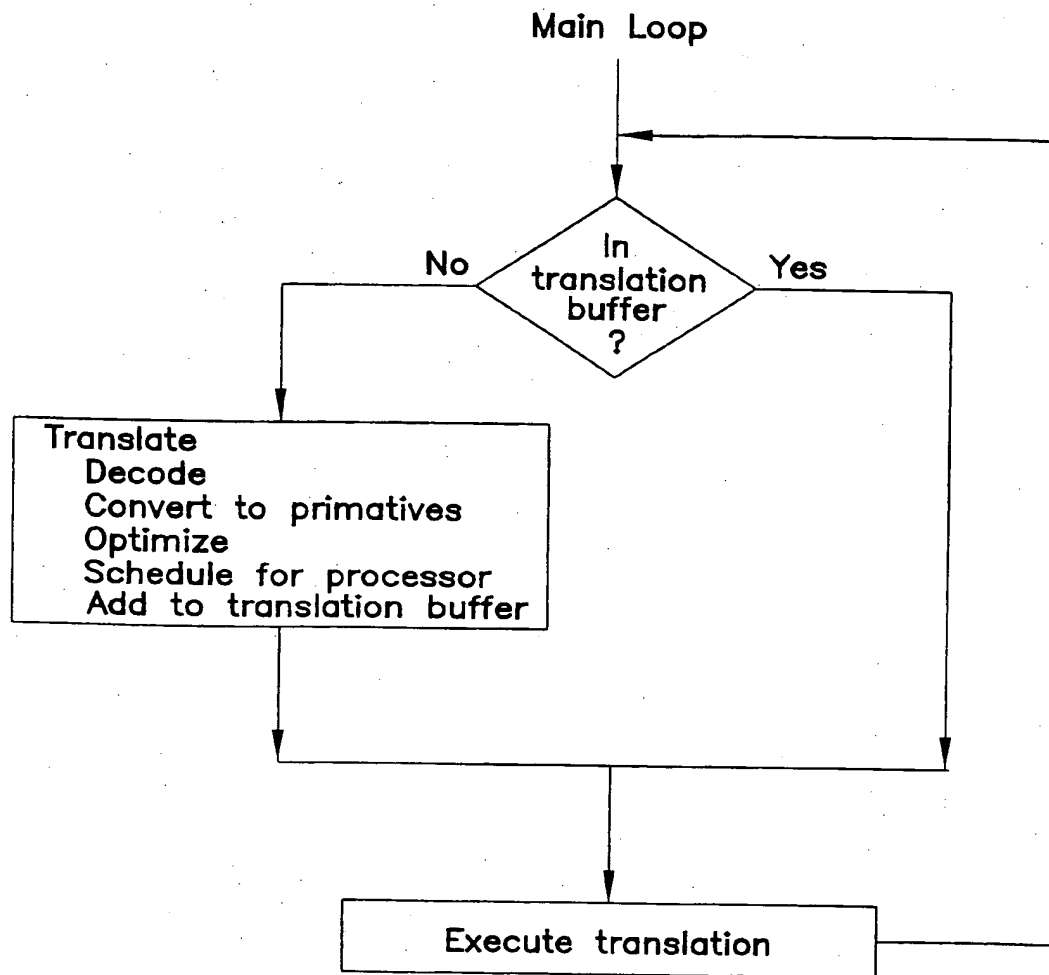 Main Loop
In
translation
buffer
?
No
Yes
Translate
Decode
Convert to primatives
Optimize
Schedule for processor
Add to translation buffer
Execute translation